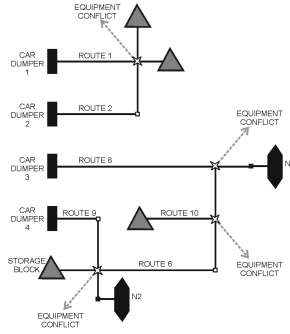 EQUIPMENT
CONFLICT
CAR
DUMPER
1
ROUTE 1
CAR
DUMPER
2
ROUTE 2
EQUIPMENT
CONFLICT
CAR
DUMPER
3
ROUTE 8
N
CAR
DUMPER
4
ROUTE 9
ROUTE 10
STORAGE
BLOCK
ROUTE 6
EQUIPMENT
CONFLICT
N2
EQUIPMENT
CONFLICT